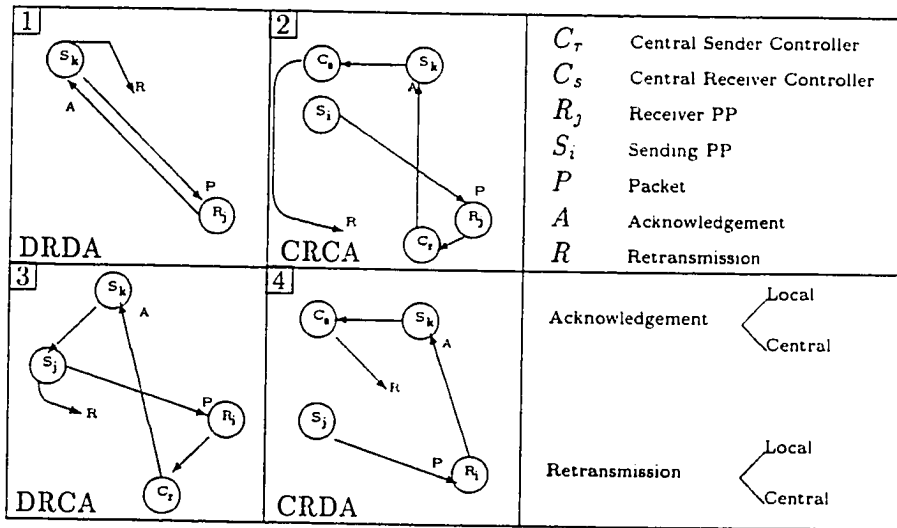 1
S_k
R
A
P
R_j
DRDA
2
C_s
S_k
A
S_i
P
R_j
R
C_r
CRCA
C_r Central Sender Controller
C_s Central Receiver Controller
R_j Receiver PP
S_i Sending PP
P Packet
A Acknowledgement
R Retransmission
3
S_k
A
S_j
P
R
R_i
C_r
DRCA
4
C_s
S_k
A
R
S_j
P
R_i
CRDA
Local
Acknowledgement
Central
Local
Retransmission
Central